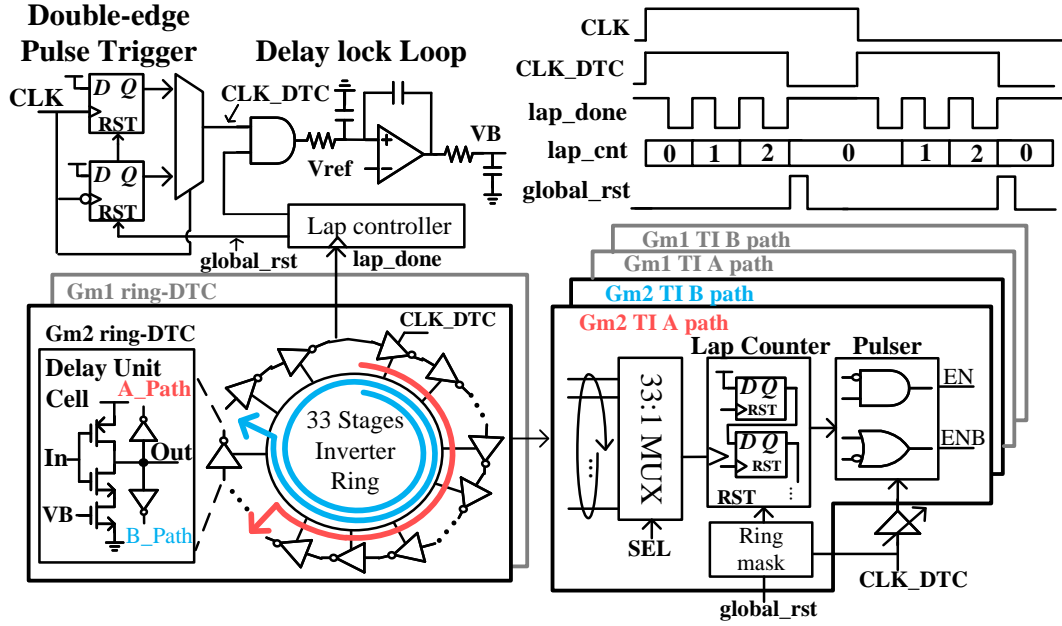 Double-edge
Pulse Trigger
Delay lock Loop
CLK
D Q
RST
D Q
RST
CLK_DTC
Vref
+
−
VB
Lap controller
global_rst
lap_done
CLK
CLK_DTC
lap_done
lap_cnt
0 1 2 0 1 2 0
global_rst
Gm1 ring-DTC
Gm2 ring-DTC
Delay Unit
Cell
A_Path
In
Out
VB
B_Path
CLK_DTC
33 Stages
Inverter
Ring
Gm1 TI B path
Gm1 TI A path
Gm2 TI B path
Gm2 TI A path
33:1 MUX
SEL
Lap Counter
D Q
RST
D Q
RST
RST
Pulser
EN
ENB
Ring
mask
CLK_DTC
global_rst